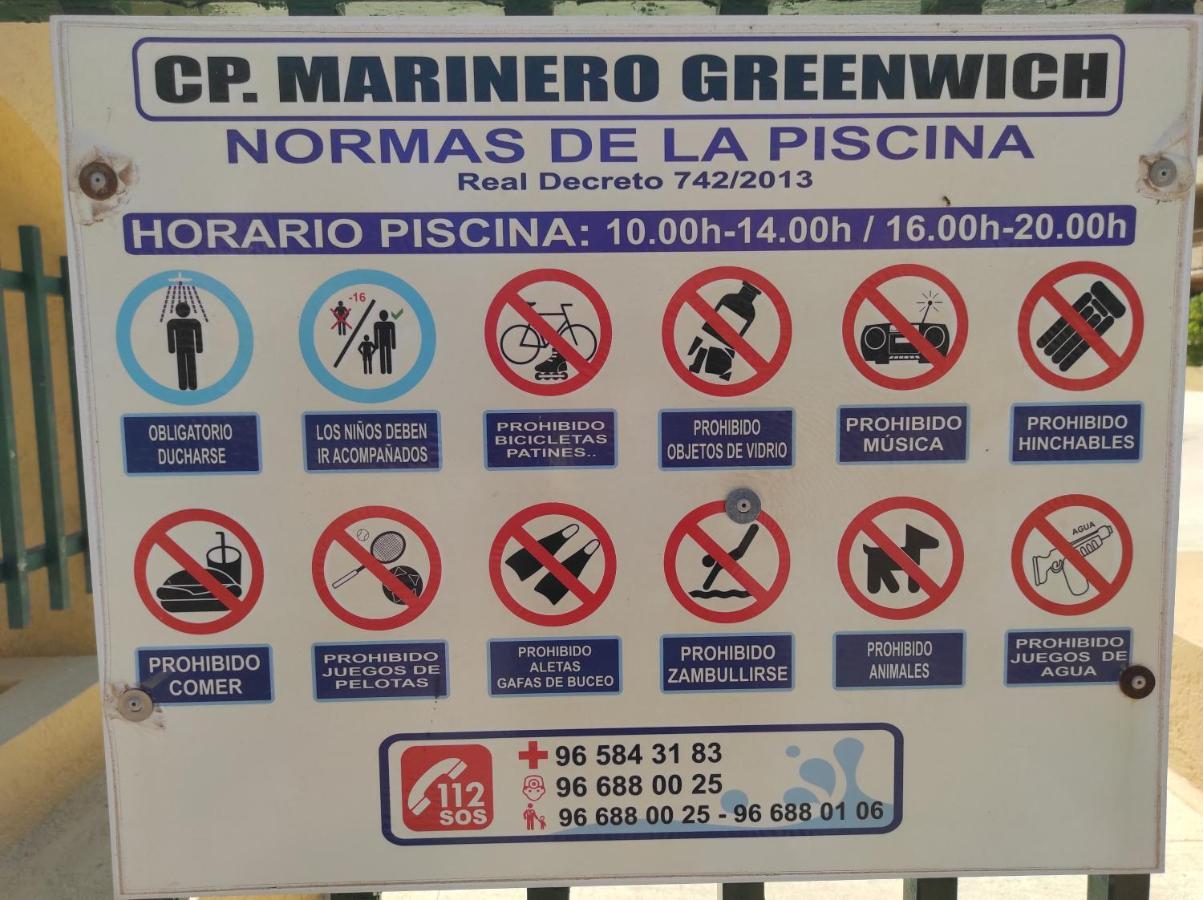 CP. MARINERO GREENWICH
NORMAS DE LA PISCINA
Real Decreto 742/2013
HORARIO PISCINA: 10.00h-14.00h / 16.00h-20.00h
-16
OBLIGATORIO
DUCHARSE
LOS NIÑOS DEBEN
IR ACOMPAÑADOS
PROHIBIDO
BICICLETAS
PATINES..
PROHIBIDO
OBJETOS DE VIDRIO
PROHIBIDO
MÚSICA
PROHIBIDO
HINCHABLES
AGUA
PROHIBIDO
COMER
PROHIBIDO
JUEGOS DE
PELOTAS
PROHIBIDO
ALETAS
GAFAS DE BUCEO
PROHIBIDO
ZAMBULLIRSE
PROHIBIDO
ANIMALES
PROHIBIDO
JUEGOS DE
AGUA
112
SOS
96 584 31 83
96 688 00 25
96 688 00 25 - 96 688 01 06